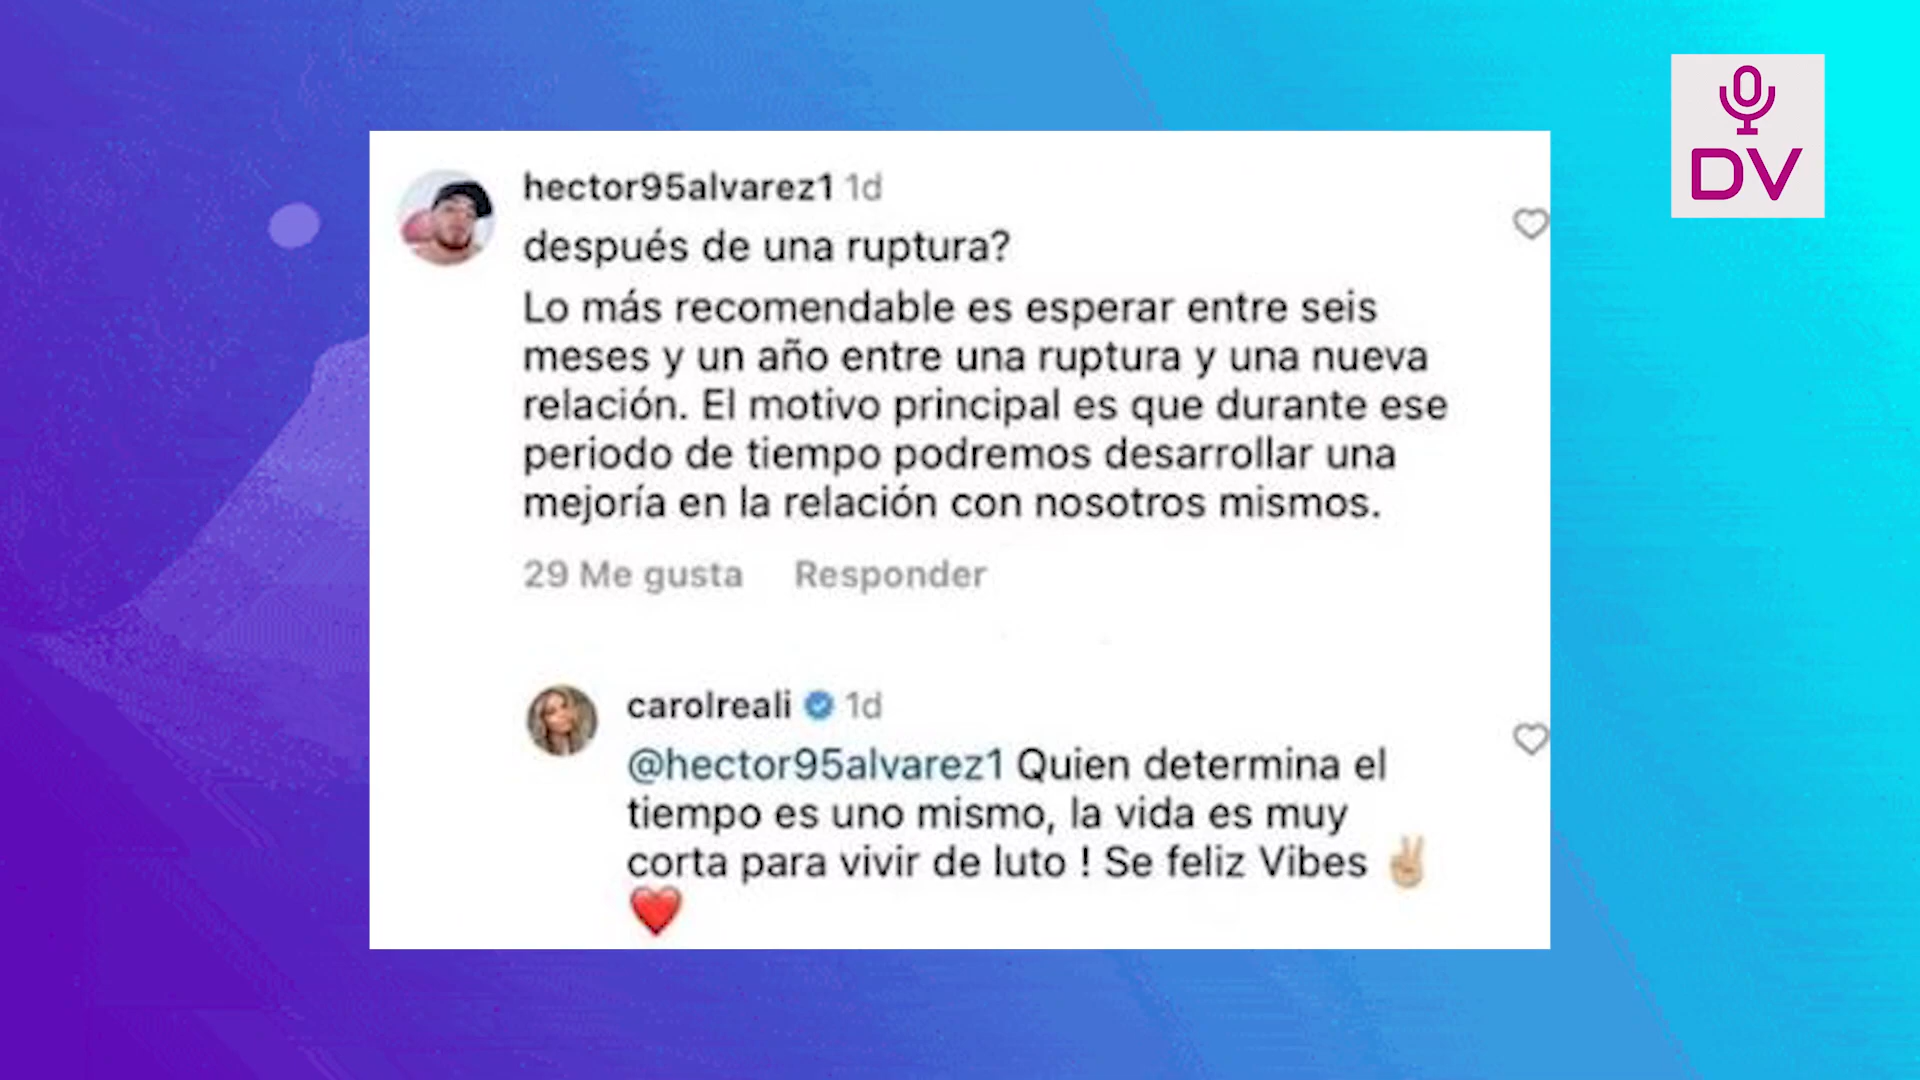 DV
hector95alvarez1 1d
después de una ruptura?
Lo más recomendable es esperar entre seis
meses y un año entre una ruptura y una nueva
relación. El motivo principal es que durante ese
periodo de tiempo podremos desarrollar una
mejoría en la relación con nosotros mismos.
29 Me gusta Responder
carolreali 1d
@hector95alvarez1 Quien determina el
tiempo es uno mismo, la vida es muy
corta para vivir de luto ! Se feliz Vibes ✌🏼
❤️